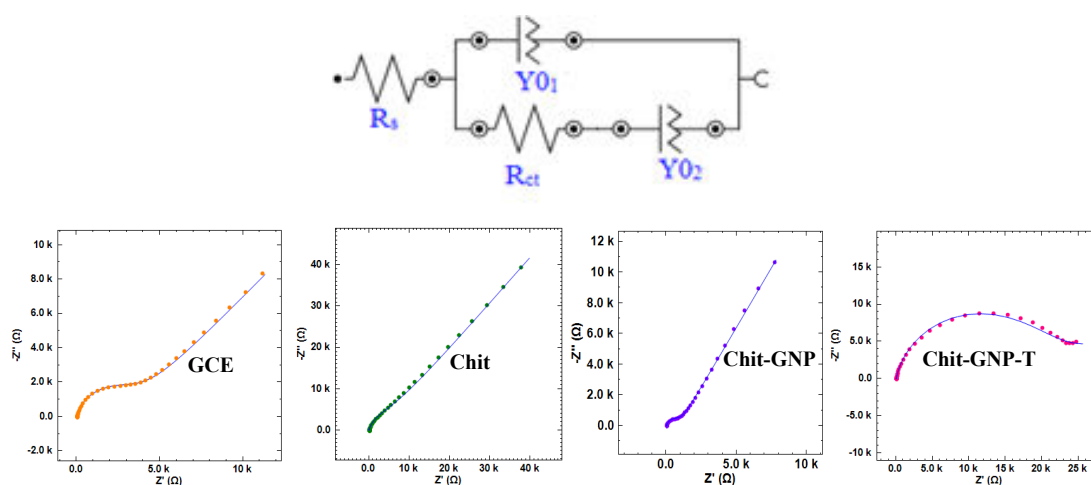 Y0₁
Rₛ
R_ct
Y0₂
10 k
8.0 k
6.0 k
4.0 k
2.0 k
0.0
-2.0 k
-Z'' (Ω)
GCE
0.0
5.0 k
10 k
Z' (Ω)
40 k
30 k
20 k
10 k
0.0
-Z'' (Ω)
Chit
0.0
10 k
20 k
30 k
40 k
Z' (Ω)
12 k
10 k
8.0 k
6.0 k
4.0 k
2.0 k
0.0
-Z'' (Ω)
Chit-GNP
0.0
5.0 k
10 k
Z' (Ω)
15 k
10 k
5.0 k
0.0
-5.0 k
-10 k
-Z'' (Ω)
Chit-GNP-T
0.0
5.0 k
10 k
15 k
20 k
25 k
Z' (Ω)